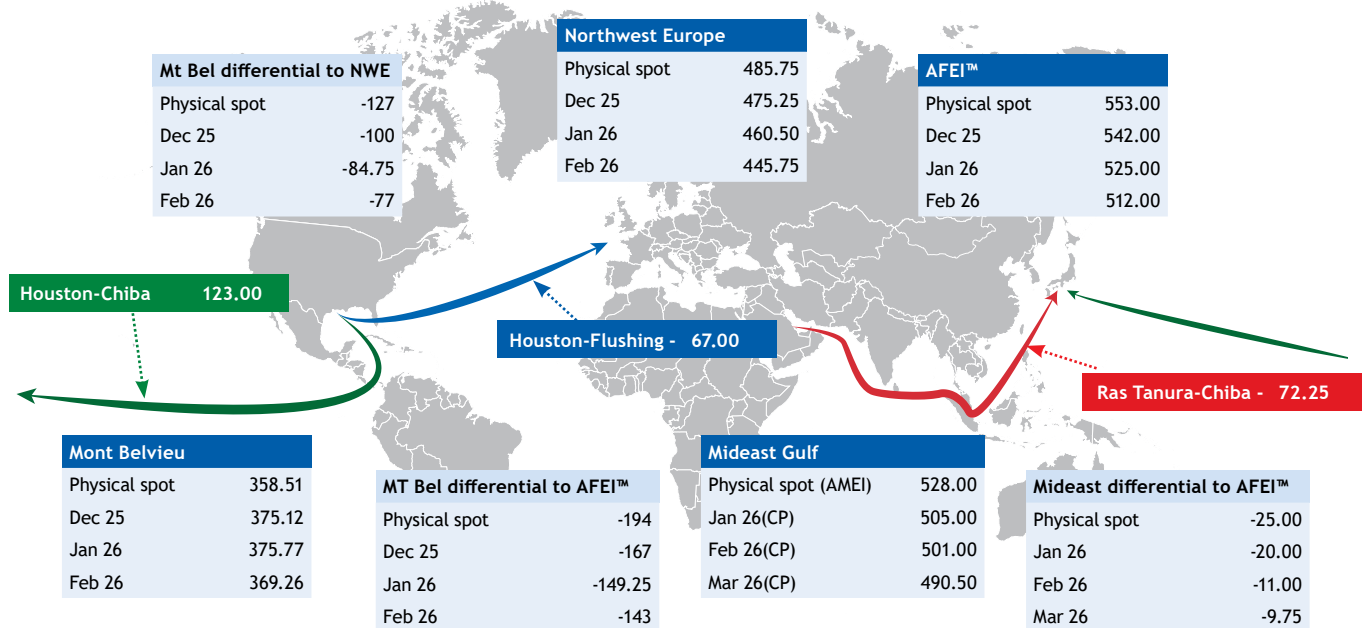 Mt Bel differential to NWE
Physical spot -127
Dec 25 -100
Jan 26 -84.75
Feb 26 -77
Northwest Europe
Physical spot 485.75
Dec 25 475.25
Jan 26 460.50
Feb 26 445.75
AFEI™
Physical spot 553.00
Dec 25 542.00
Jan 26 525.00
Feb 26 512.00
Houston-Chiba 123.00
Houston-Flushing - 67.00
Ras Tanura-Chiba - 72.25
Mont Belvieu
Physical spot 358.51
Dec 25 375.12
Jan 26 375.77
Feb 26 369.26
MT Bel differential to AFEI™
Physical spot -194
Dec 25 -167
Jan 26 -149.25
Feb 26 -143
Mideast Gulf
Physical spot (AMEI) 528.00
Jan 26(CP) 505.00
Feb 26(CP) 501.00
Mar 26(CP) 490.50
Mideast differential to AFEI™
Physical spot -25.00
Jan 26 -20.00
Feb 26 -11.00
Mar 26 -9.75